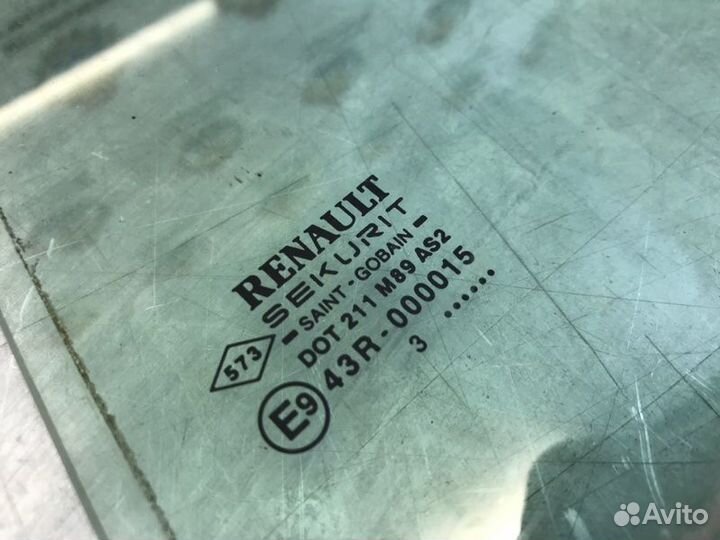 RENAULT
SEKURIT
- SAINT - GOBAIN -
DOT 211 M89 AS2
573
E9 43R - 000015
3 ......
Avito